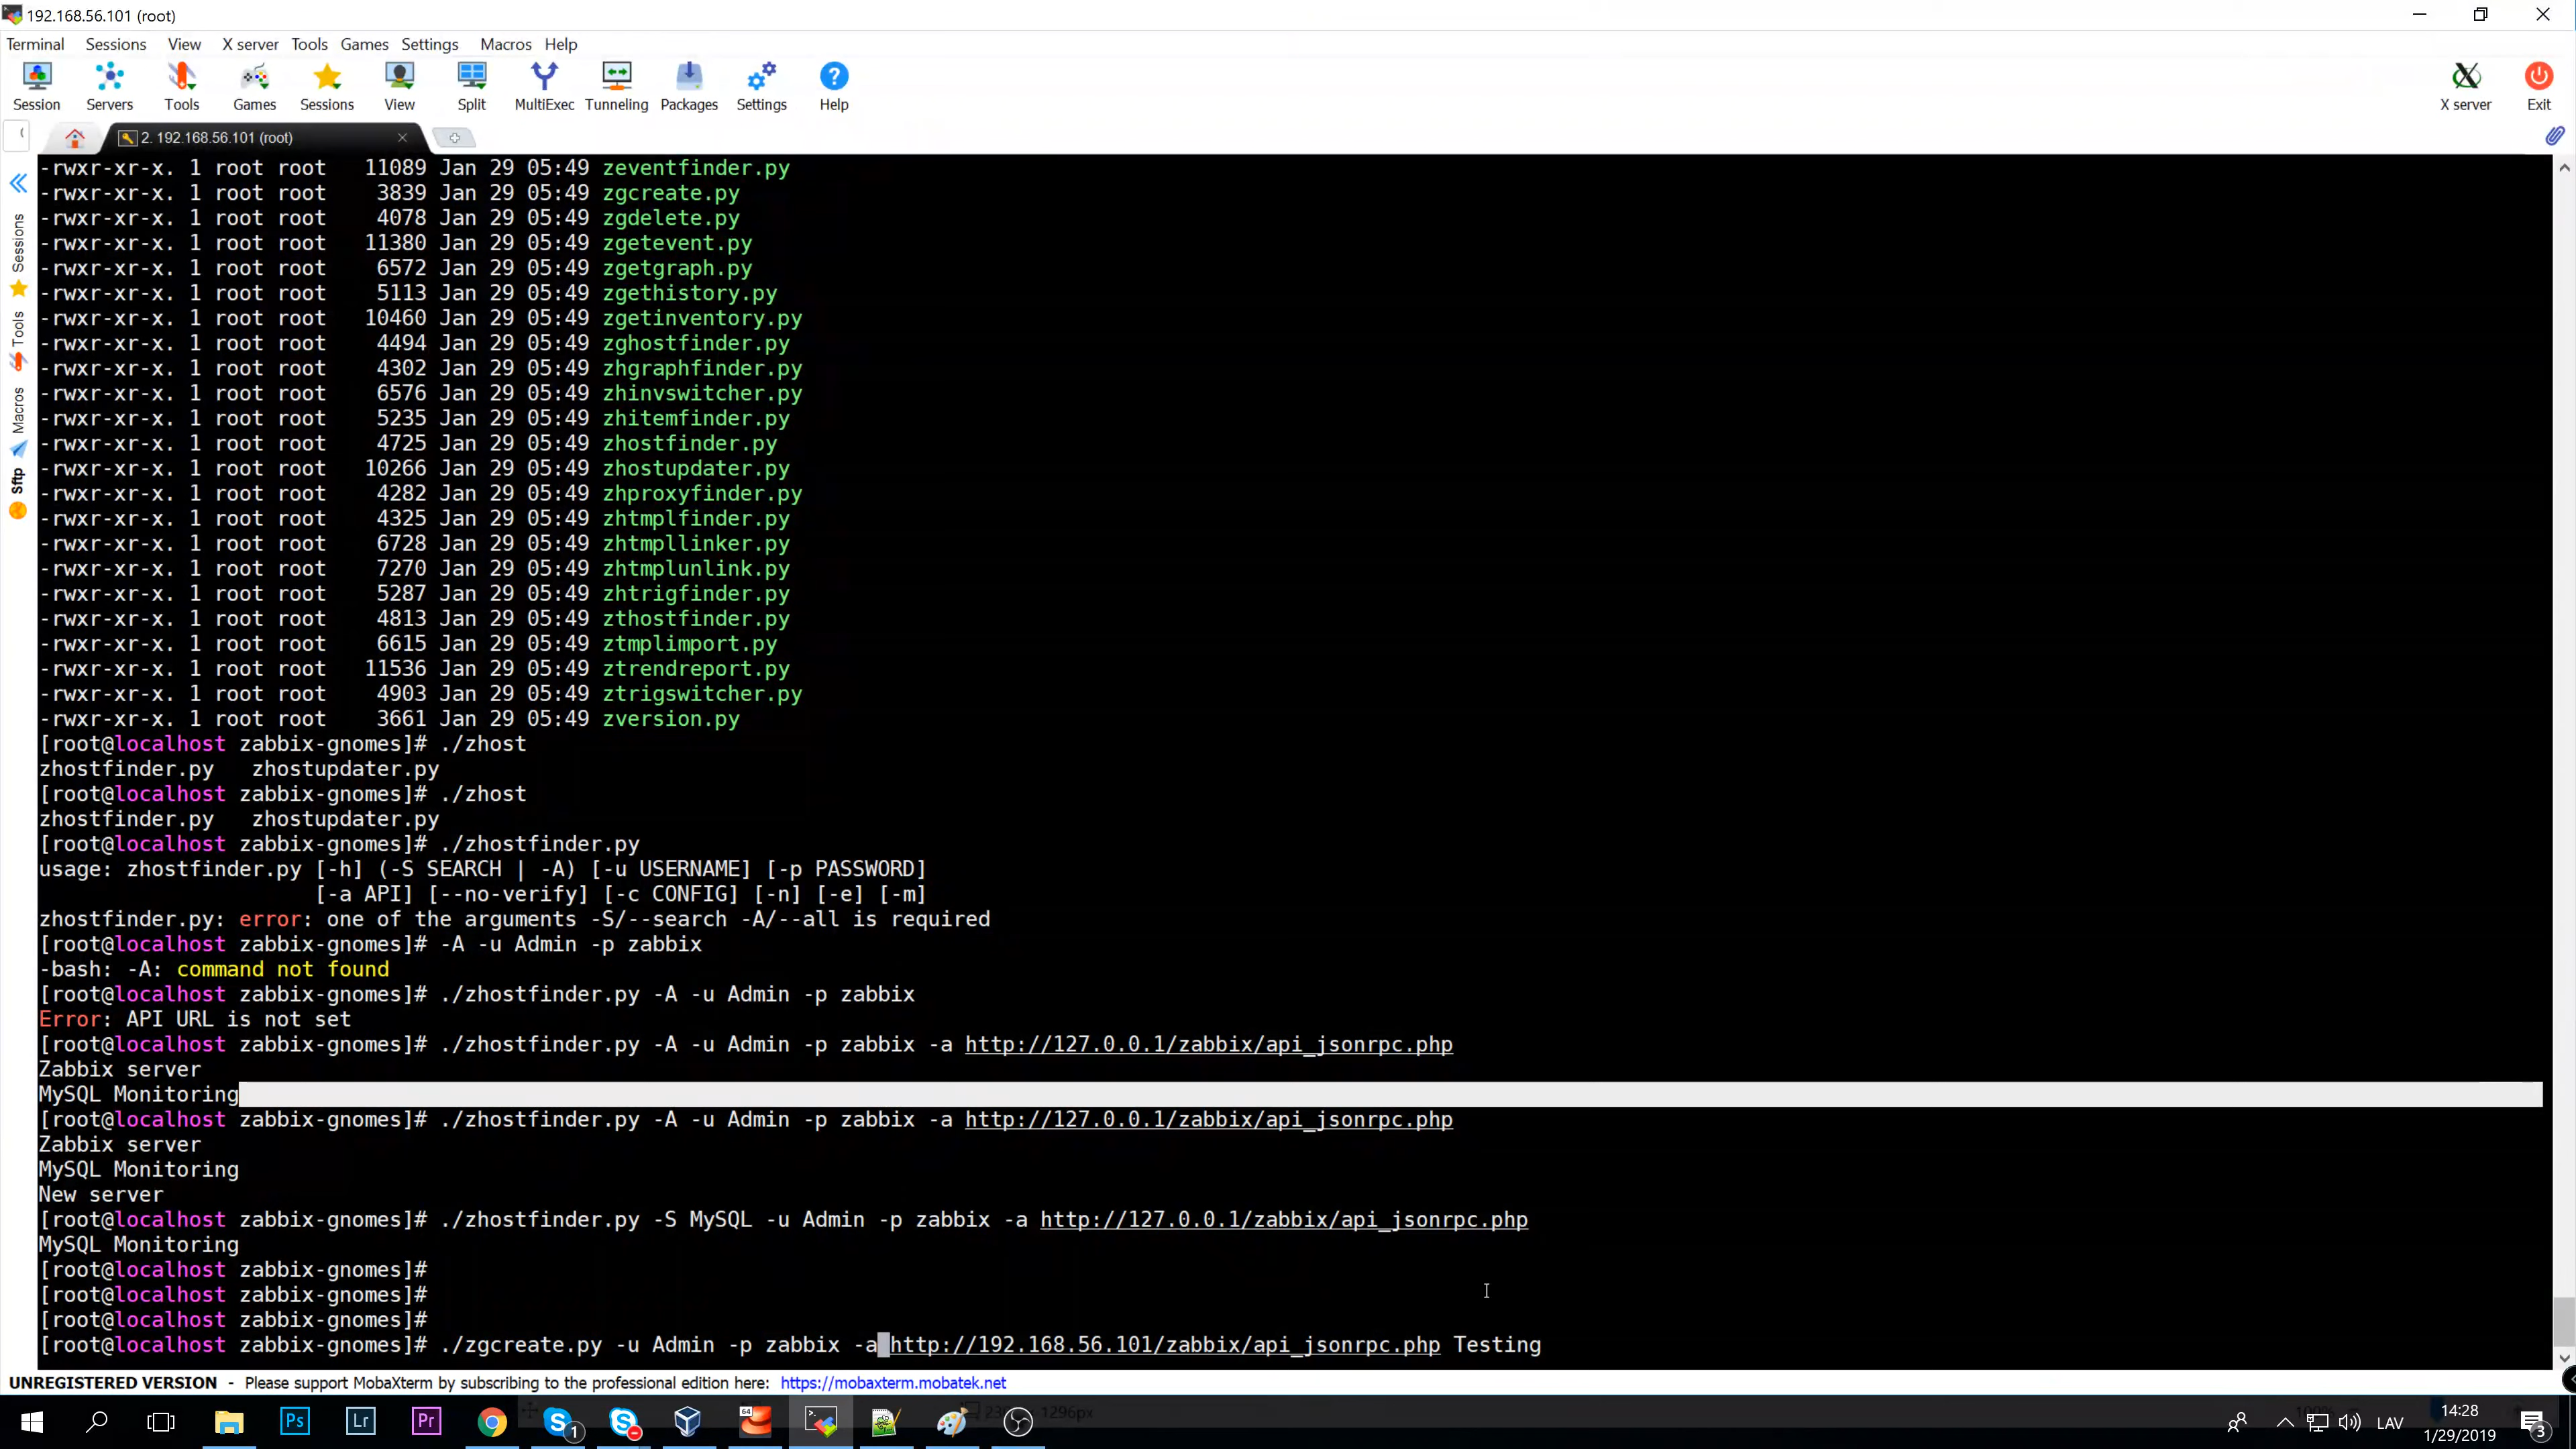 192.168.56.101 (root)
Terminal Sessions View X server Tools Games Settings Macros Help
Session Servers Tools Games Sessions View Split MultiExec Tunneling Packages Settings Help X server Exit
2. 192.168.56.101 (root)
Sessions
Tools
Macros
Sftp
-rwxr-xr-x. 1 root root 11089 Jan 29 05:49 zeventfinder.py
-rwxr-xr-x. 1 root root 3839 Jan 29 05:49 zgcreate.py
-rwxr-xr-x. 1 root root 4078 Jan 29 05:49 zgdelete.py
-rwxr-xr-x. 1 root root 11380 Jan 29 05:49 zgetevent.py
-rwxr-xr-x. 1 root root 6572 Jan 29 05:49 zgetgraph.py
-rwxr-xr-x. 1 root root 5113 Jan 29 05:49 zgethistory.py
-rwxr-xr-x. 1 root root 10460 Jan 29 05:49 zgetinventory.py
-rwxr-xr-x. 1 root root 4494 Jan 29 05:49 zghostfinder.py
-rwxr-xr-x. 1 root root 4302 Jan 29 05:49 zhgraphfinder.py
-rwxr-xr-x. 1 root root 6576 Jan 29 05:49 zhinvswitcher.py
-rwxr-xr-x. 1 root root 5235 Jan 29 05:49 zhitemfinder.py
-rwxr-xr-x. 1 root root 4725 Jan 29 05:49 zhostfinder.py
-rwxr-xr-x. 1 root root 10266 Jan 29 05:49 zhostupdater.py
-rwxr-xr-x. 1 root root 4282 Jan 29 05:49 zhproxyfinder.py
-rwxr-xr-x. 1 root root 4325 Jan 29 05:49 zhtmplfinder.py
-rwxr-xr-x. 1 root root 6728 Jan 29 05:49 zhtmpllinker.py
-rwxr-xr-x. 1 root root 7270 Jan 29 05:49 zhtmplunlink.py
-rwxr-xr-x. 1 root root 5287 Jan 29 05:49 zhtrigfinder.py
-rwxr-xr-x. 1 root root 4813 Jan 29 05:49 zthostfinder.py
-rwxr-xr-x. 1 root root 6615 Jan 29 05:49 ztmplimport.py
-rwxr-xr-x. 1 root root 11536 Jan 29 05:49 ztrendreport.py
-rwxr-xr-x. 1 root root 4903 Jan 29 05:49 ztrigswitcher.py
-rwxr-xr-x. 1 root root 3661 Jan 29 05:49 zversion.py
[root@localhost zabbix-gnomes]# ./zhost
zhostfinder.py zhostupdater.py
[root@localhost zabbix-gnomes]# ./zhost
zhostfinder.py zhostupdater.py
[root@localhost zabbix-gnomes]# ./zhostfinder.py
usage: zhostfinder.py [-h] (-S SEARCH | -A) [-u USERNAME] [-p PASSWORD]
[-a API] [--no-verify] [-c CONFIG] [-n] [-e] [-m]
zhostfinder.py: error: one of the arguments -S/--search -A/--all is required
[root@localhost zabbix-gnomes]# -A -u Admin -p zabbix
-bash: -A: command not found
[root@localhost zabbix-gnomes]# ./zhostfinder.py -A -u Admin -p zabbix
Error: API URL is not set
[root@localhost zabbix-gnomes]# ./zhostfinder.py -A -u Admin -p zabbix -a http://127.0.0.1/zabbix/api_jsonrpc.php
Zabbix server
MySQL Monitoring
[root@localhost zabbix-gnomes]# ./zhostfinder.py -A -u Admin -p zabbix -a http://127.0.0.1/zabbix/api_jsonrpc.php
Zabbix server
MySQL Monitoring
New server
[root@localhost zabbix-gnomes]# ./zhostfinder.py -S MySQL -u Admin -p zabbix -a http://127.0.0.1/zabbix/api_jsonrpc.php
MySQL Monitoring
[root@localhost zabbix-gnomes]#
[root@localhost zabbix-gnomes]#
[root@localhost zabbix-gnomes]#
[root@localhost zabbix-gnomes]# ./zgcreate.py -u Admin -p zabbix -a http://192.168.56.101/zabbix/api_jsonrpc.php Testing
UNREGISTERED VERSION - Please support MobaXterm by subscribing to the professional edition here: https://mobaxterm.mobatek.net
Ps Lr Pr 1 64 1296px LAV 14:28
1/29/2019 3